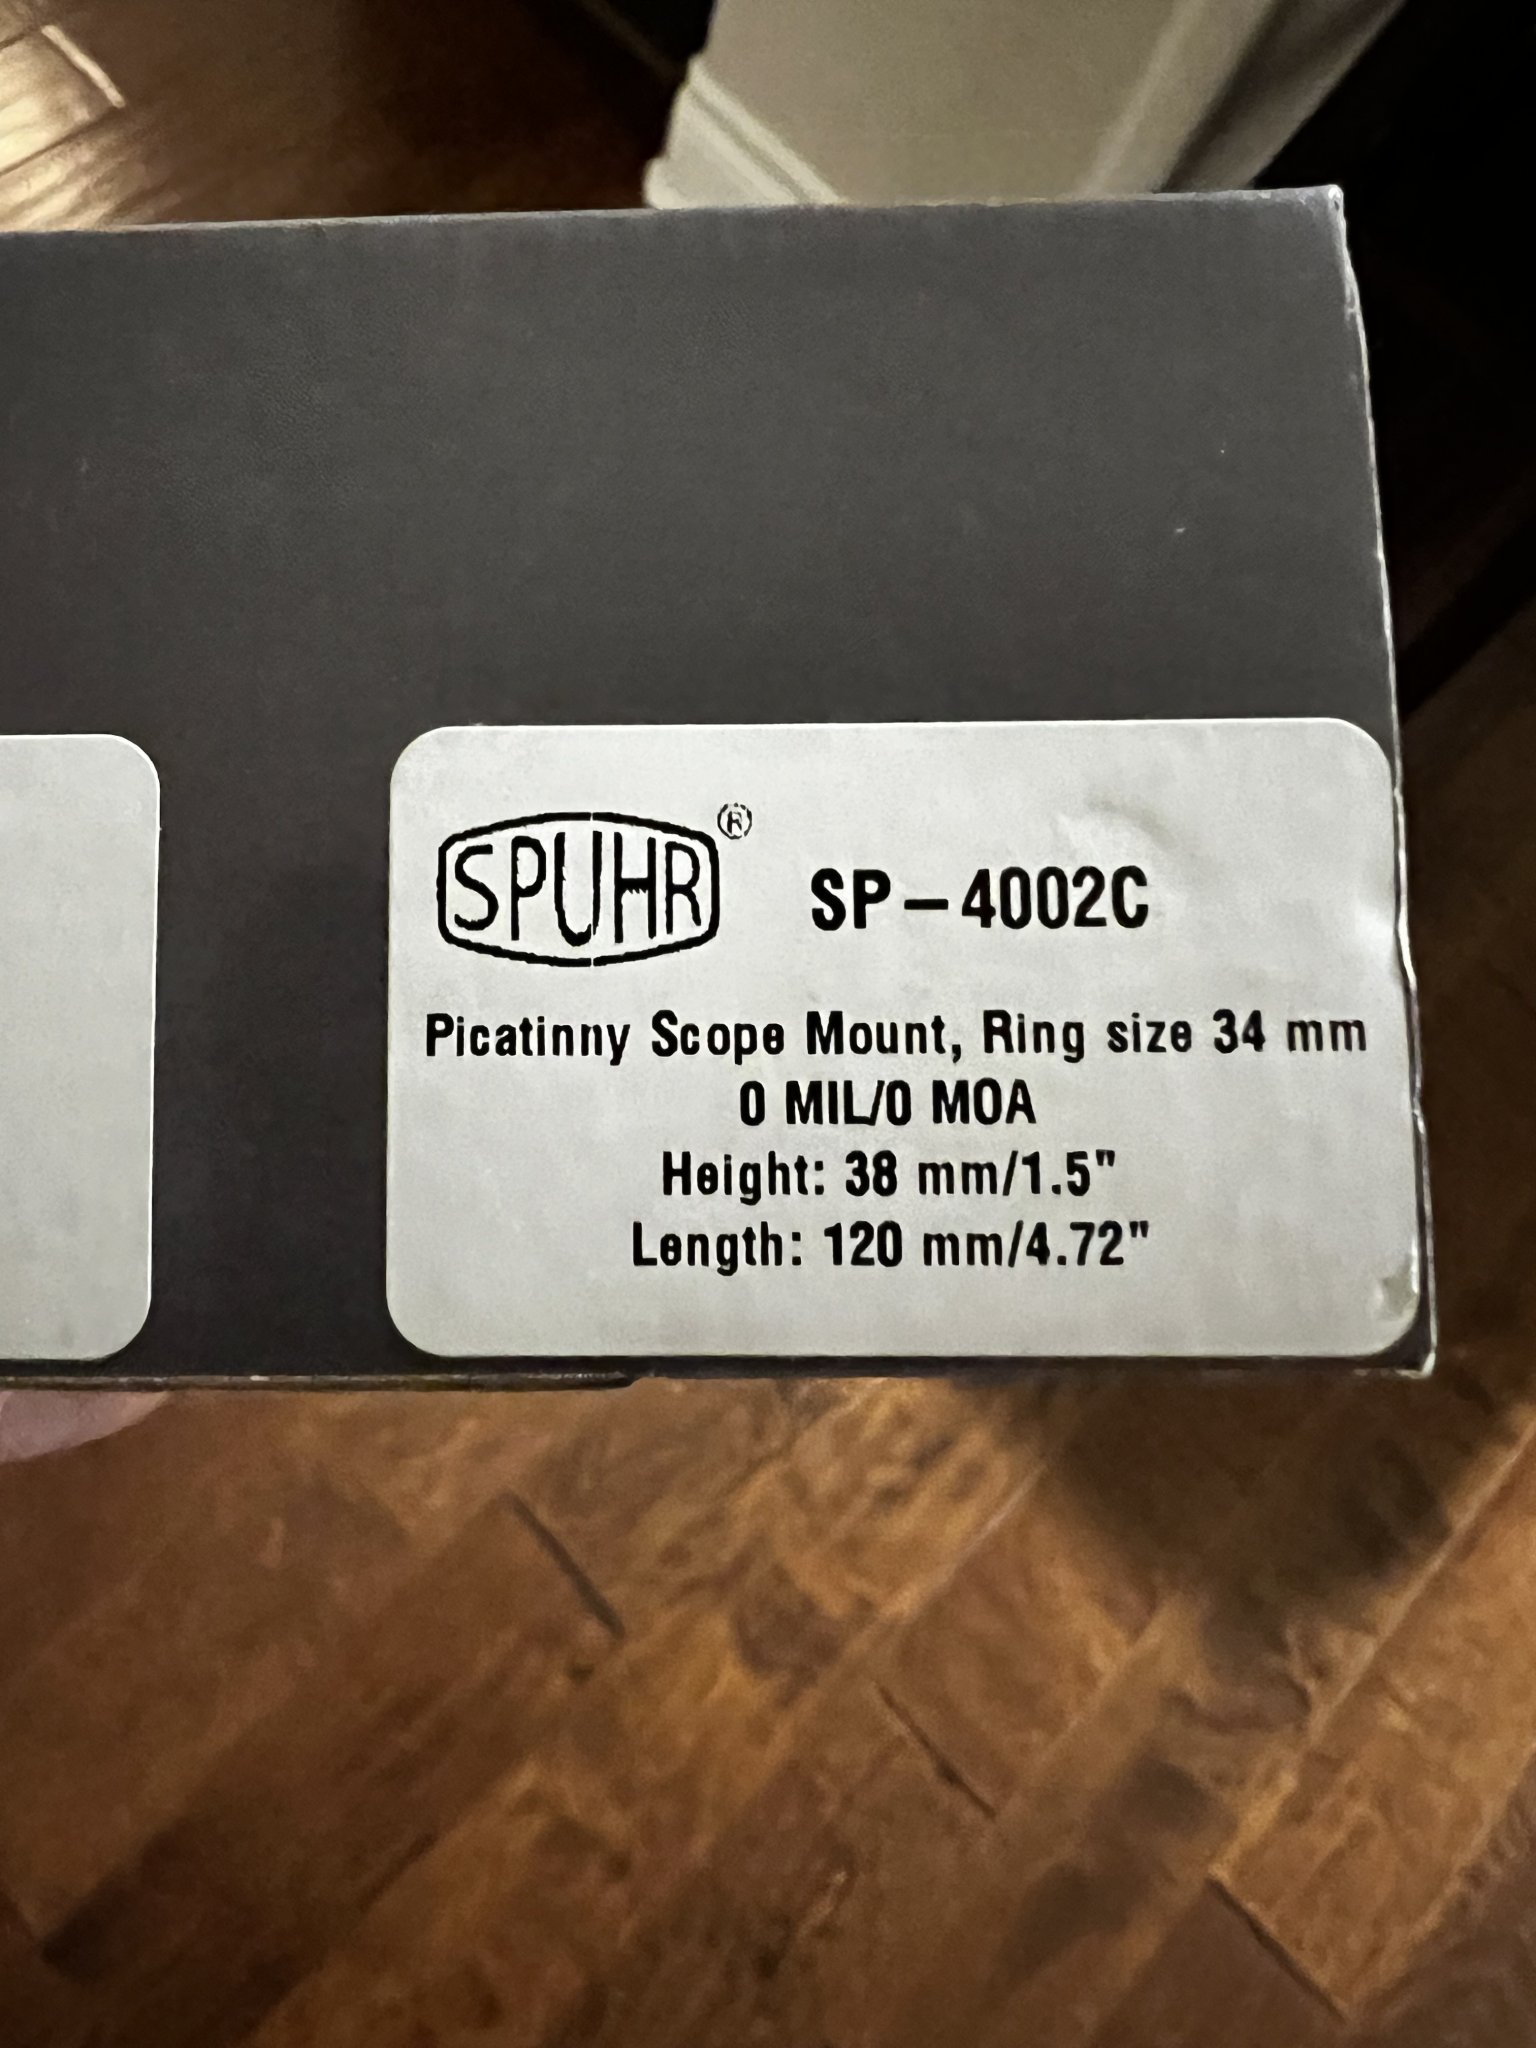 SPUHR® SP-4002C
Picatinny Scope Mount, Ring size 34 mm
0 MIL/0 MOA
Height: 38 mm/1.5"
Length: 120 mm/4.72"